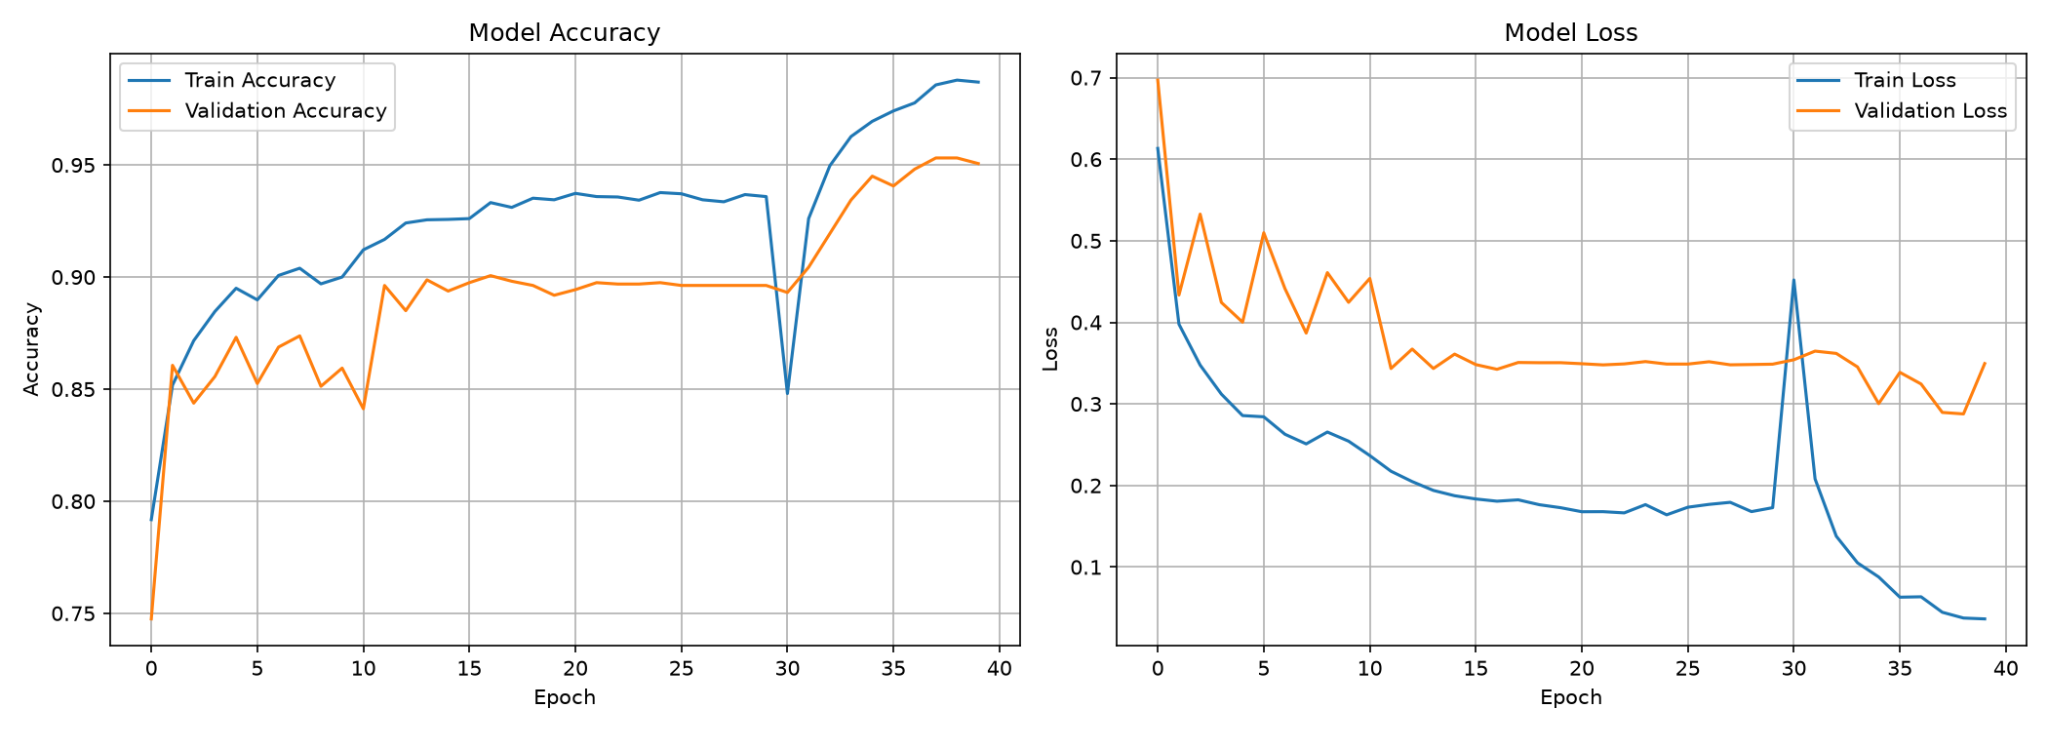 Model Accuracy
Train Accuracy
Validation Accuracy
0.95
0.90
0.85
0.80
0.75
Accuracy
0 5 10 15 20 25 30 35 40
Epoch
Model Loss
Train Loss
Validation Loss
0.7
0.6
0.5
0.4
0.3
0.2
0.1
Loss
0 5 10 15 20 25 30 35 40
Epoch